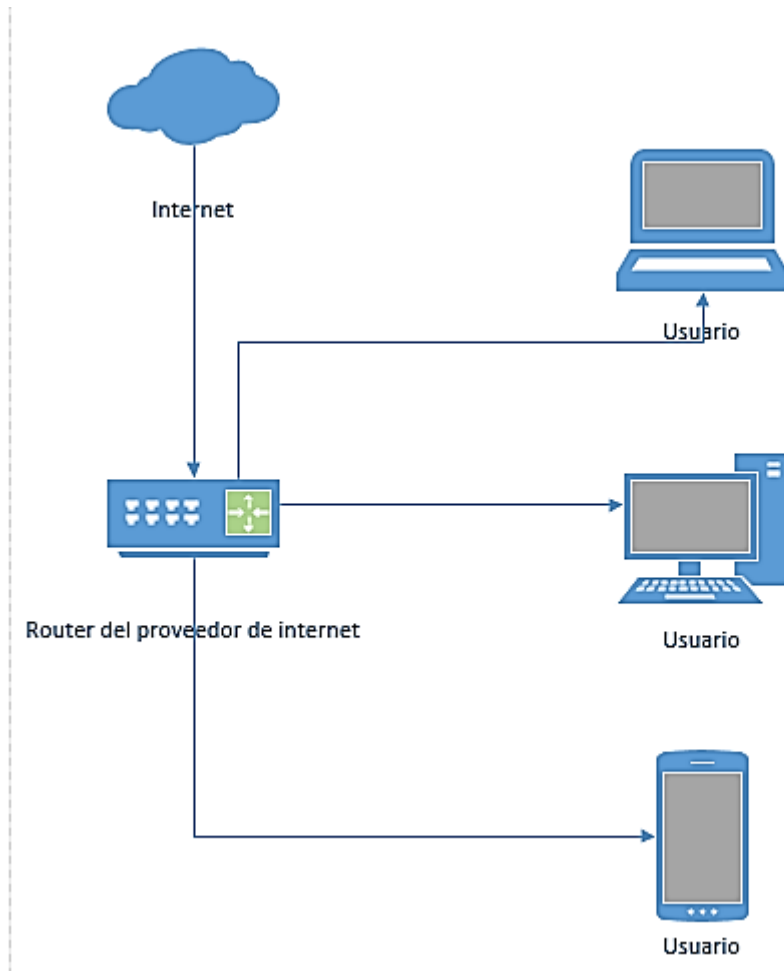 Internet
Usuario
Router del proveedor de internet
Usuario
Usuario